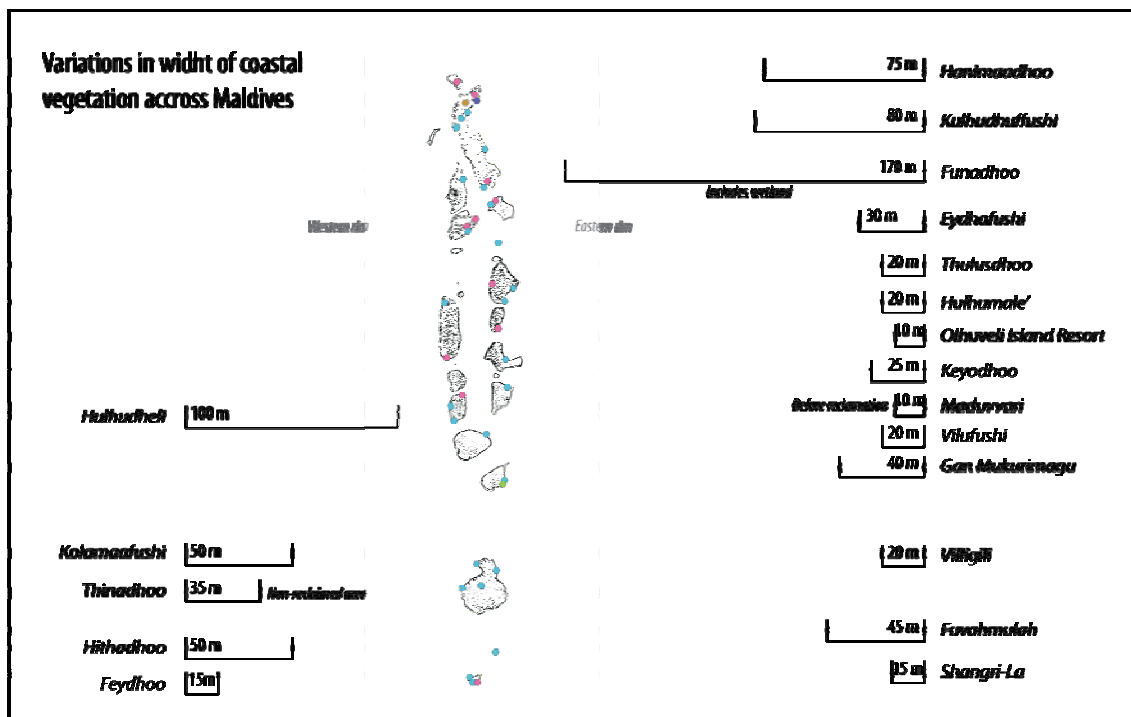 Variations in widht of coastal
vegetation accross Maldives
Western rim
Eastern rim
75 m Hanimaadhoo
80 m Kulhudhuffushi
170 m Funadhoo
Includes wetland
30 m Eydhafushi
20 m Thulusdhoo
20 m Hulhumale'
10 m Olhuveli Island Resort
25 m Keyodhoo
Before reclamation 10 m Maduvvari
20 m Vilufushi
40 m Gan Mukurimagu
20 m Villigili
45 m Fuvahmulah
15 m Shangri-La
Hulhudheli 100 m
Kolamaafushi 50 m
Thinadhoo 35 m Non-reclaimed area
Hithadhoo 50 m
Feydhoo 15m